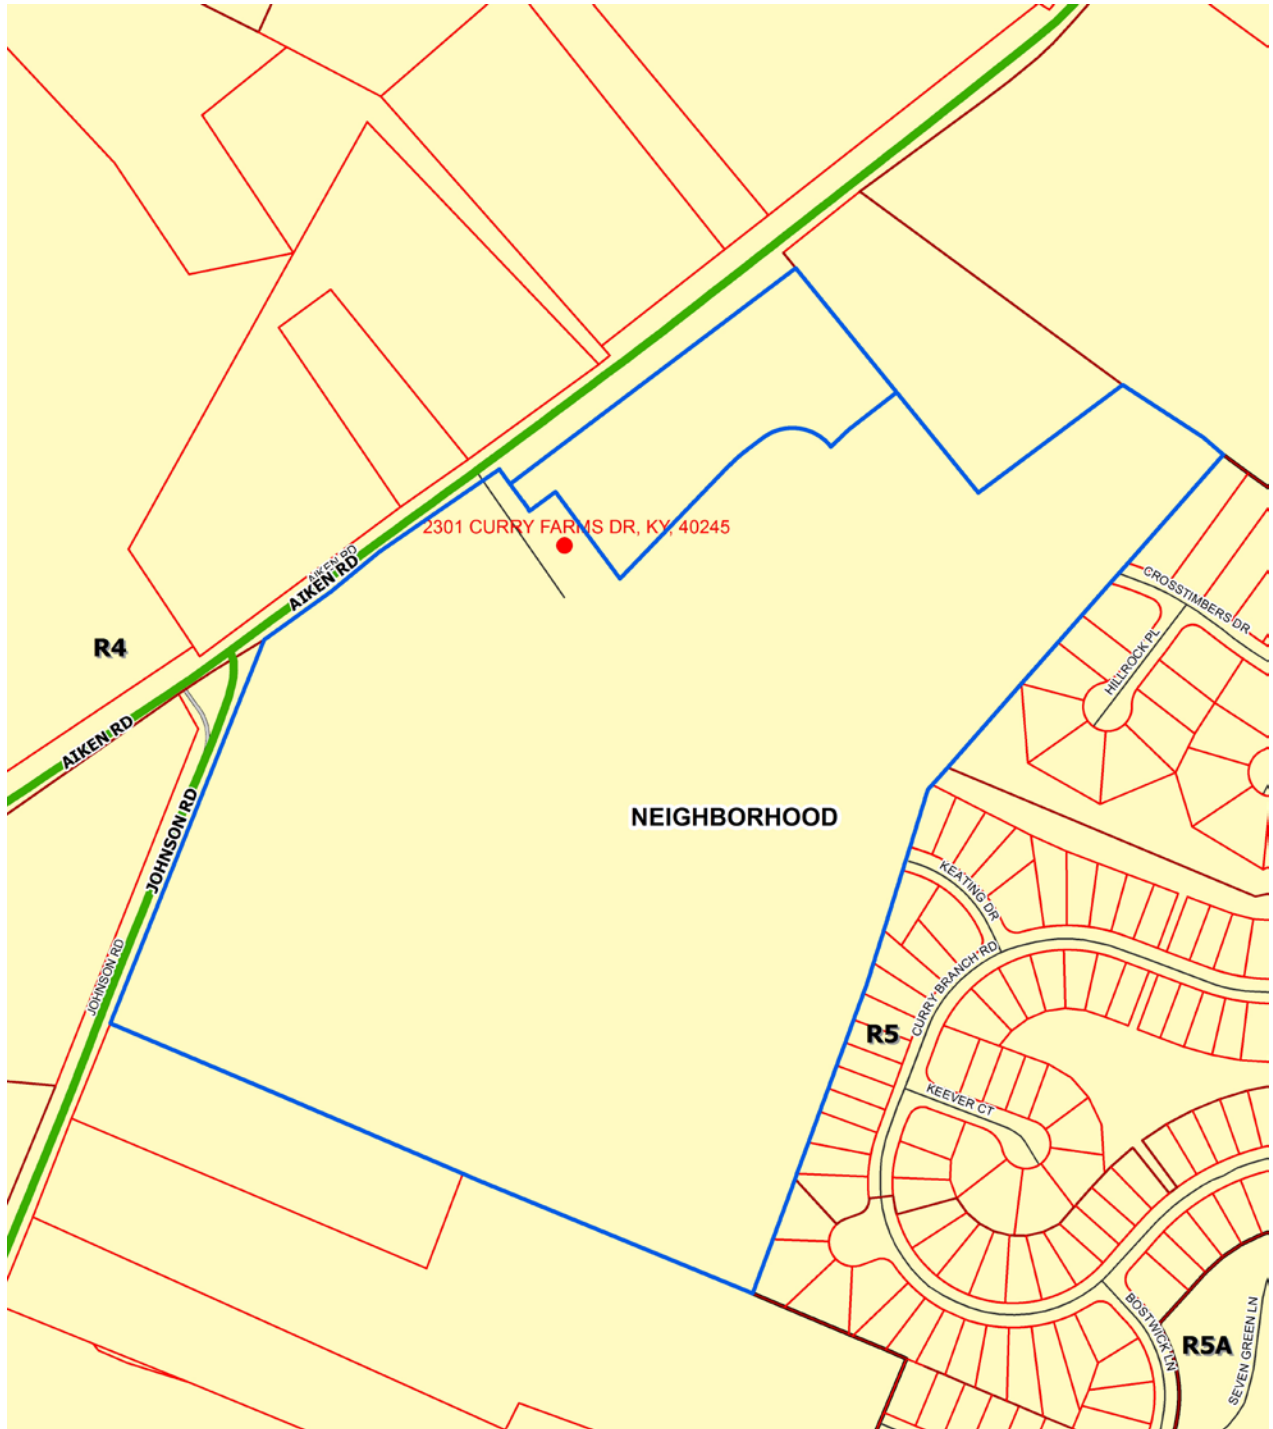 2301 CURRY FARMS DR, KY, 40245
AIKEN RD
AIKEN RD
CROSSTIMBERS DR
HILLROCK PL
R4
AIKEN RD
JOHNSON RD
NEIGHBORHOOD
KEATING DR
JOHNSON RD
CURRY BRANCH RD
R5
KEEVER CT
BOSTWICK LN
R5A
SEVEN GREEN LN